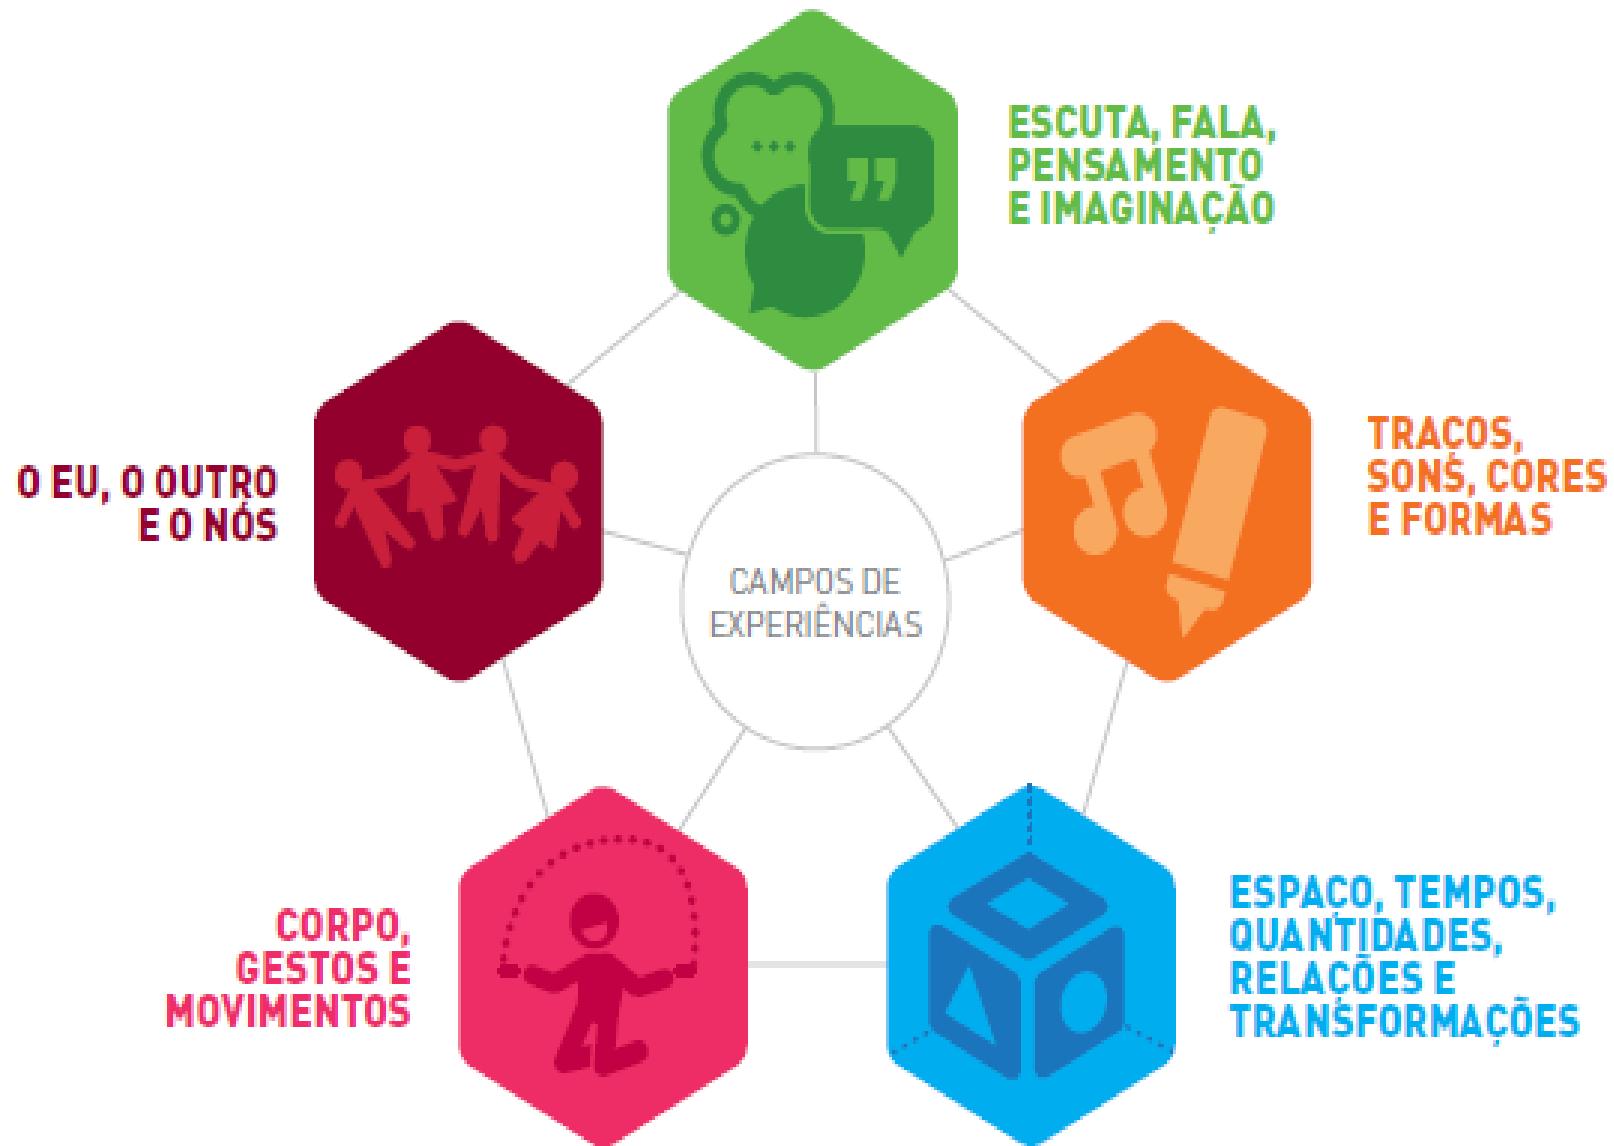 ESCUTA, FALA,
PENSAMENTO
E IMAGINAÇÃO
TRAÇOS,
SONS, CORES
E FORMAS
O EU, O OUTRO
E O NÓS
CAMPOS DE
EXPERIÊNCIAS
CORPO,
GESTOS E
MOVIMENTOS
ESPAÇO, TEMPOS,
QUANTIDADES,
RELAÇÕES E
TRANSFORMAÇÕES